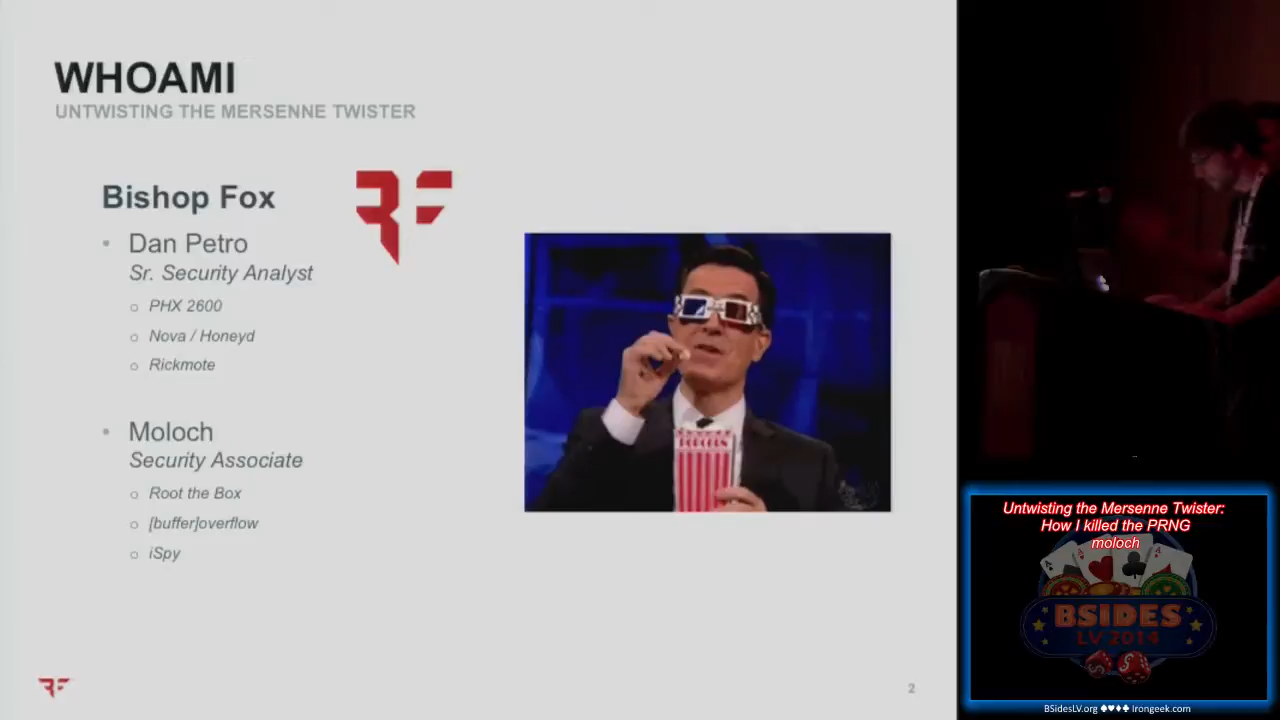 WHOAMI
UNTWISTING THE MERSENNE TWISTER
Bishop Fox
• Dan Petro
Sr. Security Analyst
o PHX 2600
o Nova / Honeyd
o Rickmote
• Moloch
Security Associate
o Root the Box
o [buffer]overflow
o iSpy
POPCORN
2
Untwisting the Mersenne Twister:
How I killed the PRNG
moloch
BSIDES
LV 2014
BSidesLV.org ♠♥♦♣ Irongeek.com